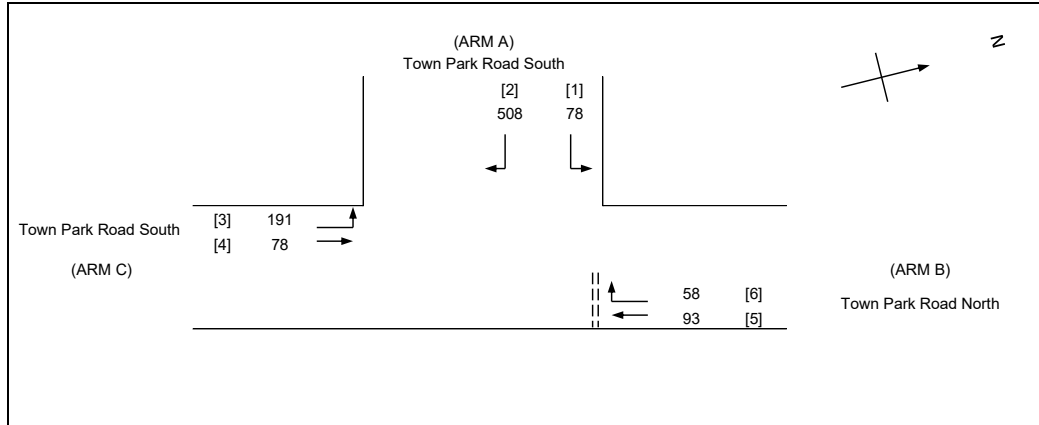 (ARM A)
Town Park Road South
N
[2] [1]
508 78
[3] 191
Town Park Road South
[4] 78
(ARM C)
(ARM B)
58 [6]
Town Park Road North
93 [5]